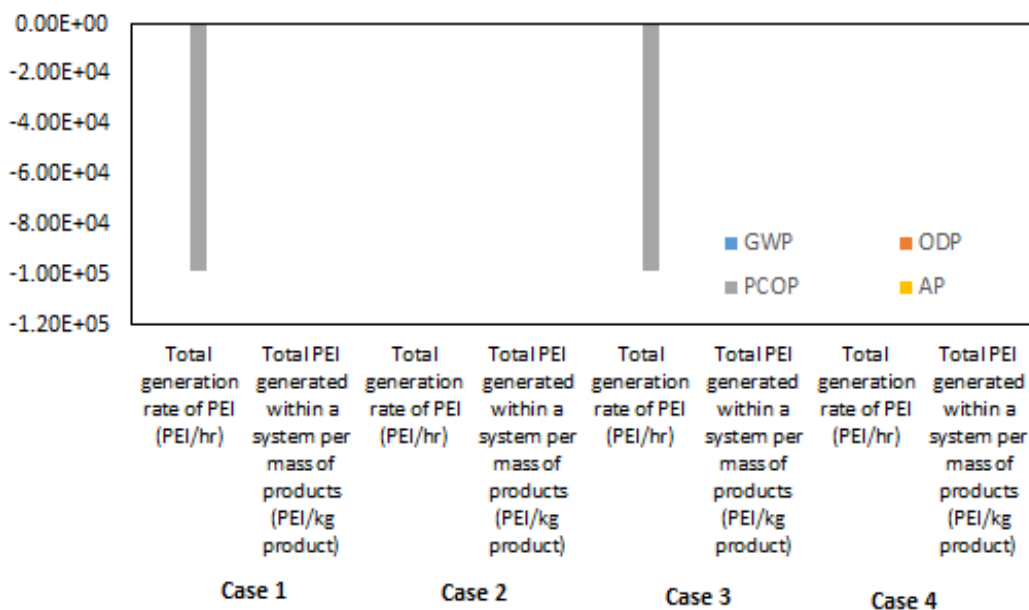 0.00E+00
-2.00E+04
-4.00E+04
-6.00E+04
-8.00E+04
-1.00E+05
-1.20E+05
GWP
ODP
PCOP
AP
Total
generation
rate of PEI
(PEI/hr)
Total PEI
generated
within a
system per
mass of
products
(PEI/kg
product)
Total
generation
rate of PEI
(PEI/hr)
Total PEI
generated
within a
system per
mass of
products
(PEI/kg
product)
Total
generation
rate of PEI
(PEI/hr)
Total PEI
generated
within a
system per
mass of
products
(PEI/kg
product)
Total
generation
rate of PEI
(PEI/hr)
Total PEI
generated
within a
system per
mass of
products
(PEI/kg
product)
Case 1
Case 2
Case 3
Case 4